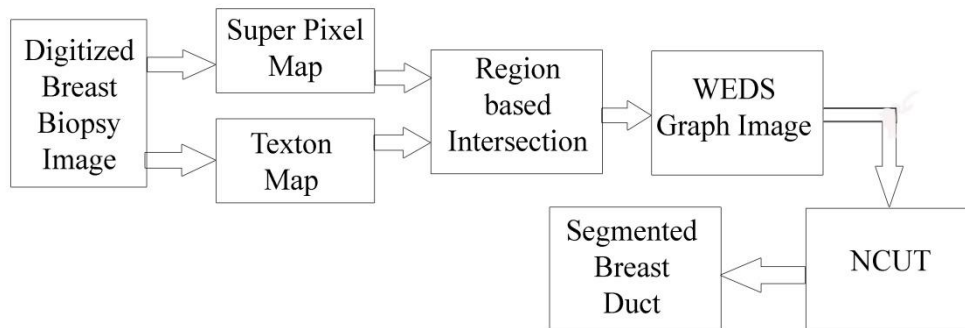 Digitized
Breast
Biopsy
Image
Super Pixel
Map
Texton
Map
Region
based
Intersection
WEDS
Graph Image
NCUT
Segmented
Breast
Duct